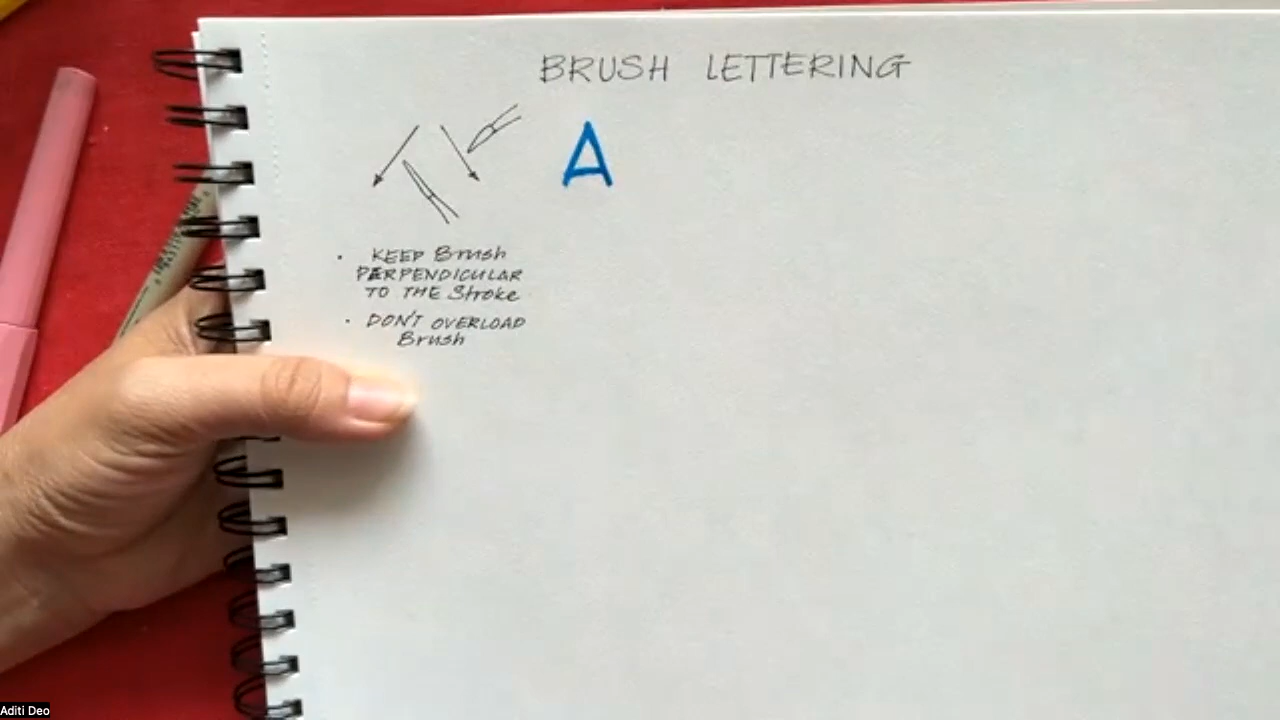 BRUSH LETTERING
A
• KEEP Brush
PERPENDICULAR
TO THE Stroke
• DON'T OVERLOAD
Brush
Aditi Deo